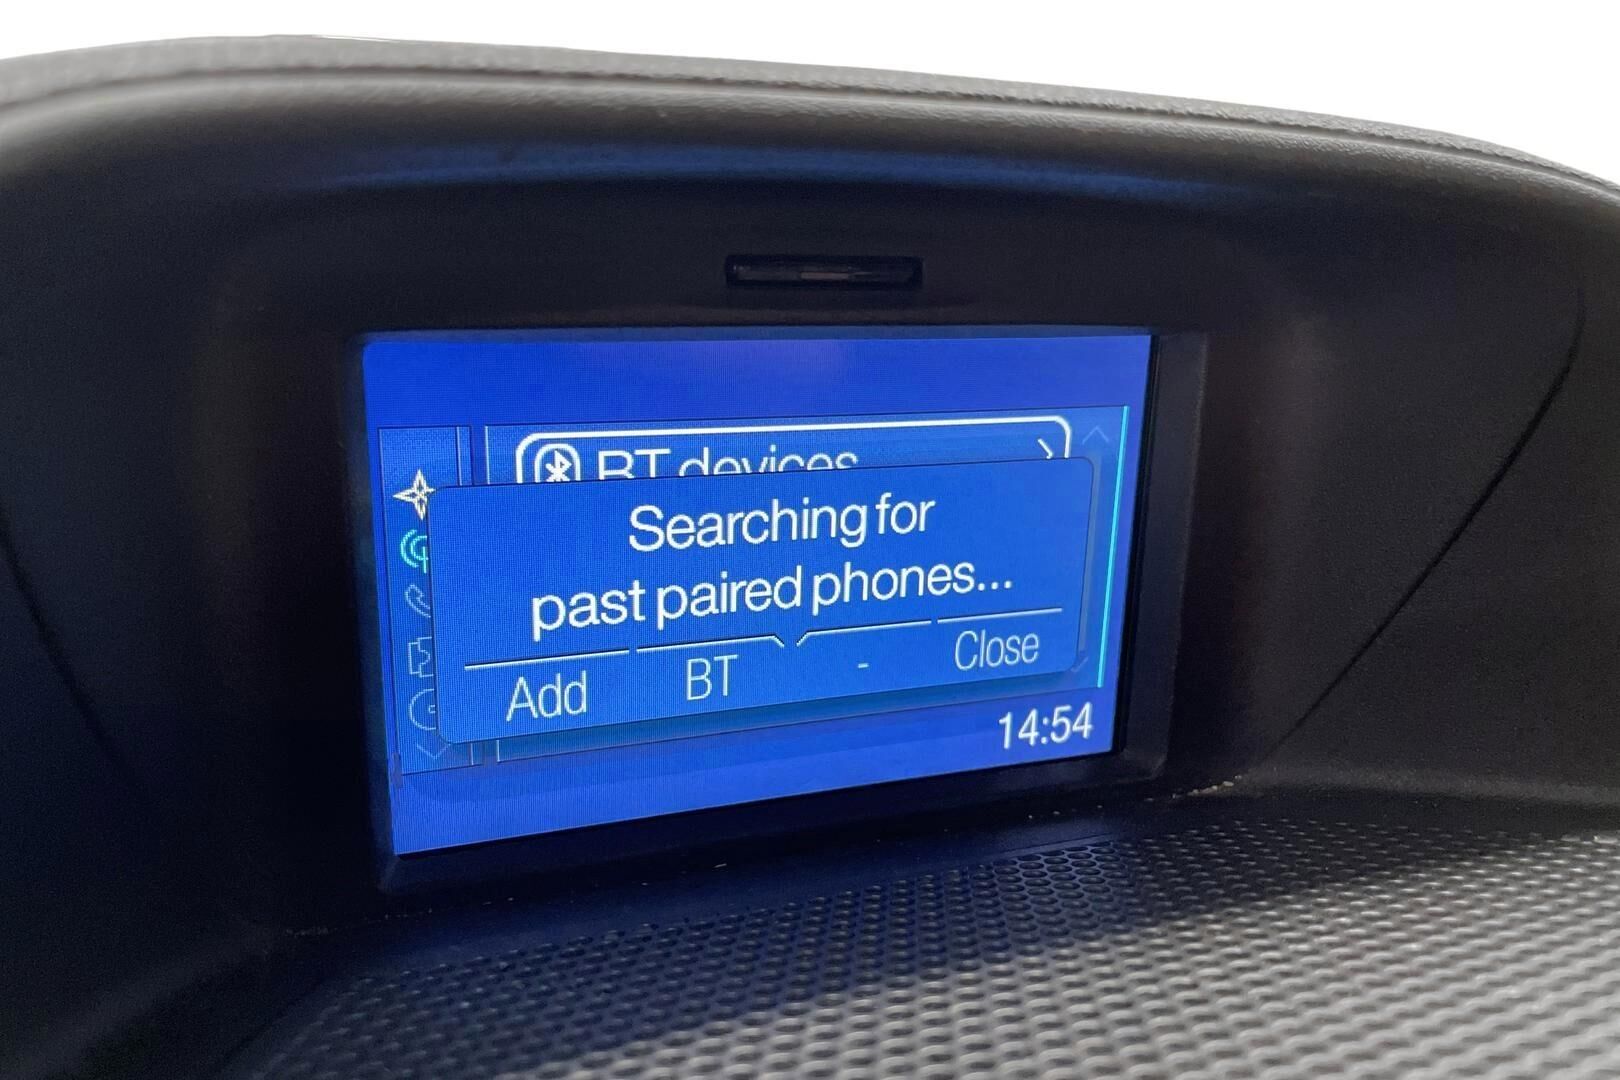 BT devices
Searching for
past paired phones...
Add BT - Close
14:54